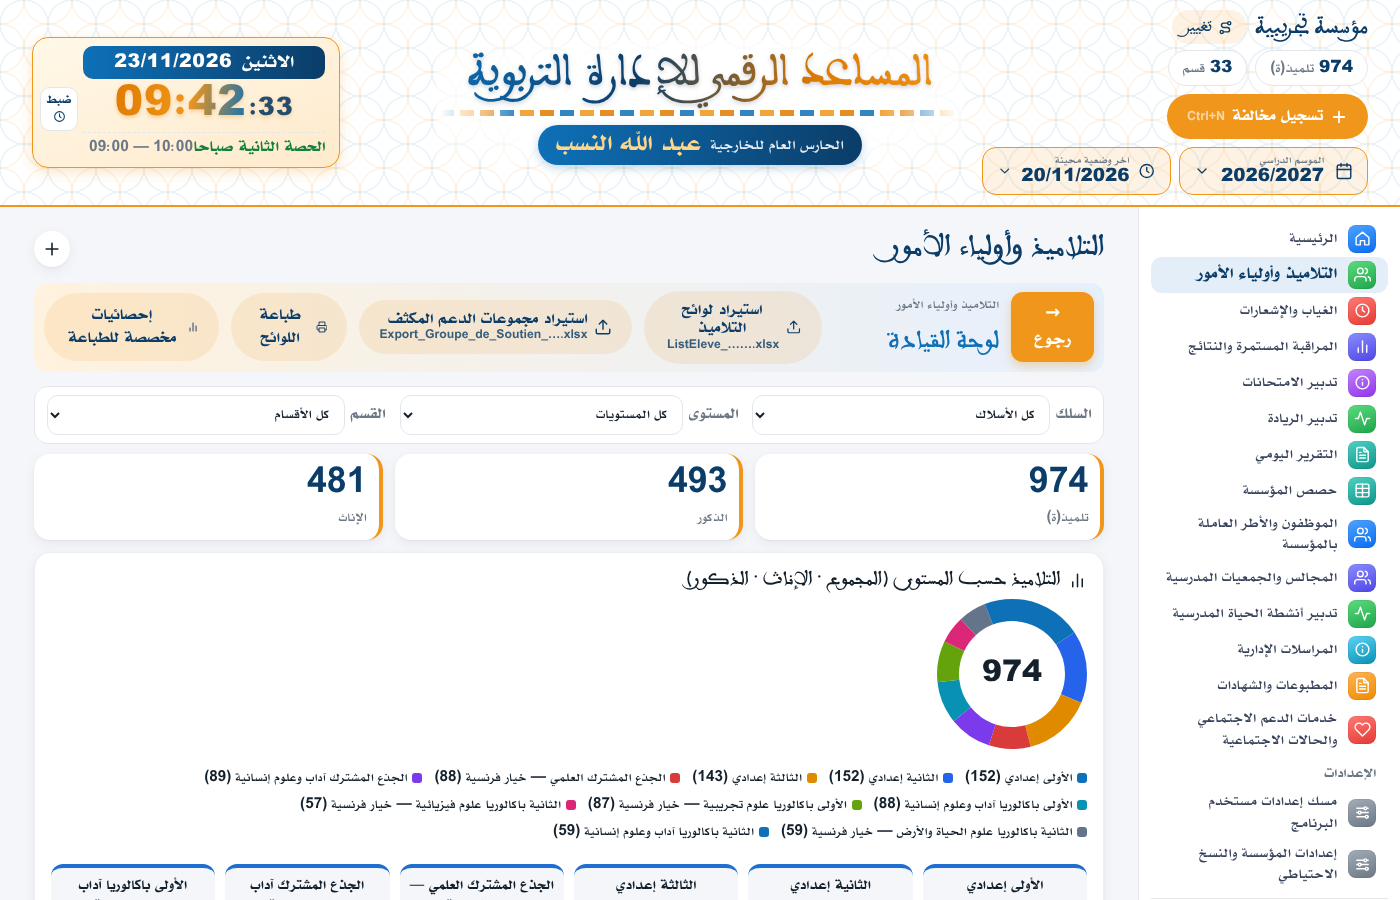 مؤسسة تجريبية
تغيير
974 تلميذ(ة)
33 قسم
تسجيل مخالفة Ctrl+N
الموسم الدراسي
2026/2027
اخر وضعية محينة
20/11/2026
المساعد الرقمي للإدارة التربوية
الحارس العام للخارجية عبد الله النسب
الاثنين 23/11/2026
09:42:33
ضبط
الحصة الثانية صباحا 09:00 — 10:00
الرئيسية
التلاميذ وأولياء الأمور
الغياب والإشعارات
المراقبة المستمرة والنتائج
تدبير الامتحانات
تدبير الريادة
التقرير اليومي
حصص المؤسسة
الموظفون والأطر العاملة
بالمؤسسة
المجالس والجمعيات المدرسية
تدبير أنشطة الحياة المدرسية
المراسلات الإدارية
المطبوعات والشهادات
خدمات الدعم الاجتماعي
والحالات الاجتماعية
الإعدادات
مسك إعدادات مستخدم
البرنامج
إعدادات المؤسسة والنسخ
الاحتياطي
التلاميذ وأولياء الأمور
→
رجوع
التلاميذ وأولياء الأمور
لوحة القيادة
استيراد لوائح
التلاميذ
ListEleve_.......xlsx
استيراد مجموعات الدعم المكثف
Export_Groupe_de_Soutien_....xlsx
طباعة
اللوائح
إحصائيات
مخصصة للطباعة
السلك
كل الأسلاك
المستوى
كل المستويات
القسم
كل الأقسام
974
تلميذ(ة)
493
الذكور
481
الإناث
التلاميذ حسب المستوى (المجموع · الإناث · الذكور)
974
الأولى إعدادي (152)
الثانية إعدادي (152)
الثالثة إعدادي (143)
الجذع المشترك العلمي — خيار فرنسية (88)
الجذع المشترك آداب وعلوم إنسانية (89)
الأولى باكالوريا آداب وعلوم إنسانية (88)
الأولى باكالوريا علوم تجريبية — خيار فرنسية (87)
الثانية باكالوريا علوم فيزيائية — خيار فرنسية (57)
الثانية باكالوريا علوم الحياة والأرض — خيار فرنسية (59)
الثانية باكالوريا آداب وعلوم إنسانية (59)
الأولى إعدادي
الثانية إعدادي
الثالثة إعدادي
الجذع المشترك العلمي —
الجذع المشترك آداب
الأولى باكالوريا آداب